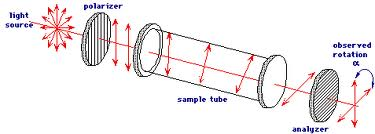 light
source
polarizer
sample tube
observed
rotation
α
analyzer